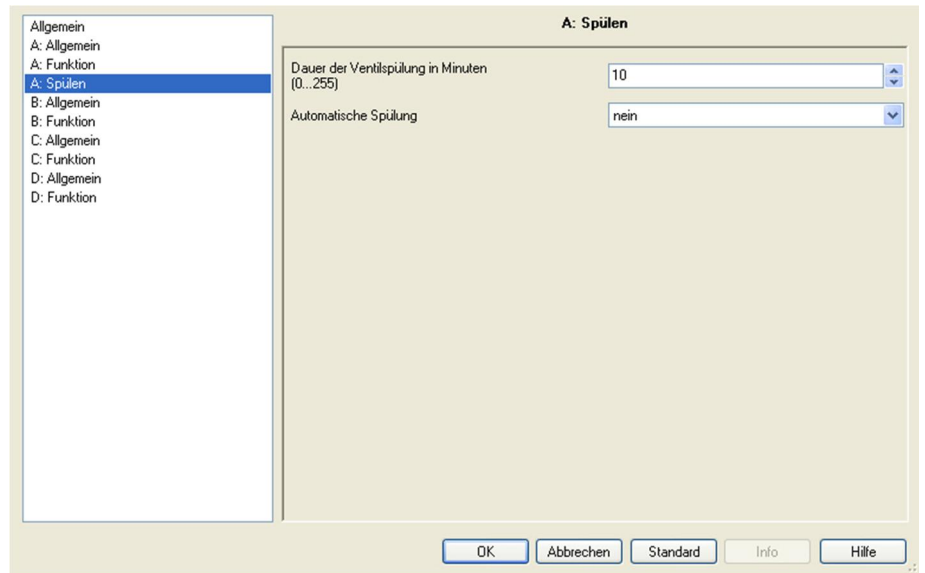 Allgemein
A: Allgemein
A: Funktion
A: Spülen
B: Allgemein
B: Funktion
C: Allgemein
C: Funktion
D: Allgemein
D: Funktion
A: Spülen
Dauer der Ventilspülung in Minuten
(0...255)
10
Automatische Spülung
nein
OK
Abbrechen
Standard
Info
Hilfe